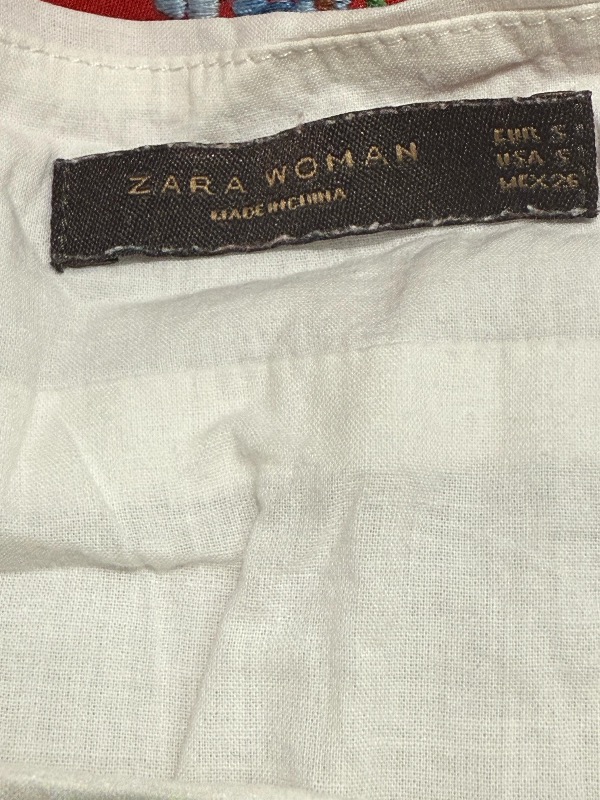 ZARA WOMAN
MADE IN CHINA
EUR S
USA S
MEX 26